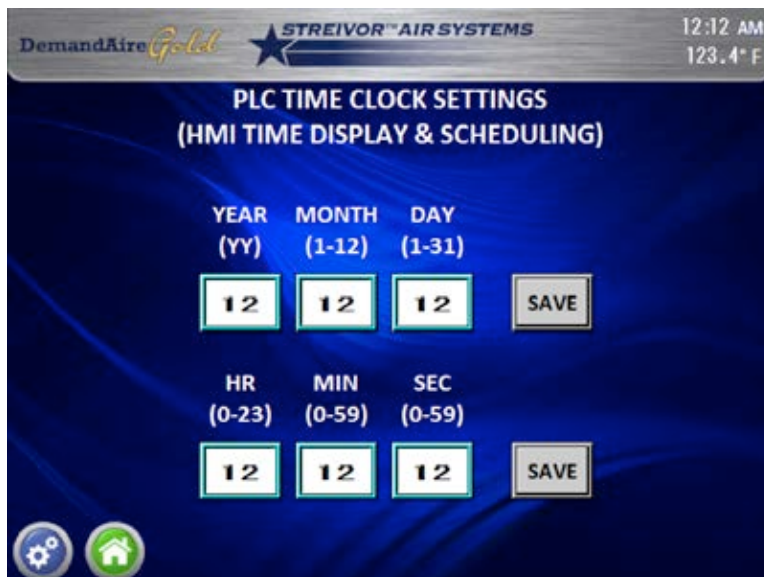 DemandAire Gold STREIVOR™ AIR SYSTEMS 12:12 AM
123.4° F
PLC TIME CLOCK SETTINGS
(HMI TIME DISPLAY & SCHEDULING)
YEAR MONTH DAY
(YY) (1-12) (1-31)
12 12 12 SAVE
HR MIN SEC
(0-23) (0-59) (0-59)
12 12 12 SAVE